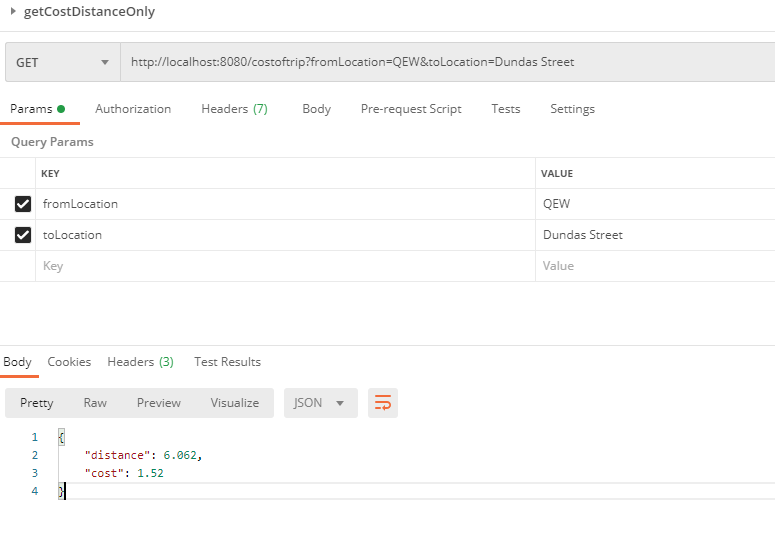 getCostDistanceOnly
GET http://localhost:8080/costoftrip?fromLocation=QEW&toLocation=Dundas Street
Params Authorization Headers (7) Body Pre-request Script Tests Settings
Query Params
KEY VALUE
fromLocation QEW
toLocation Dundas Street
Key Value
Body Cookies Headers (3) Test Results
Pretty Raw Preview Visualize JSON
1 {
2 "distance": 6.062,
3 "cost": 1.52
4 }